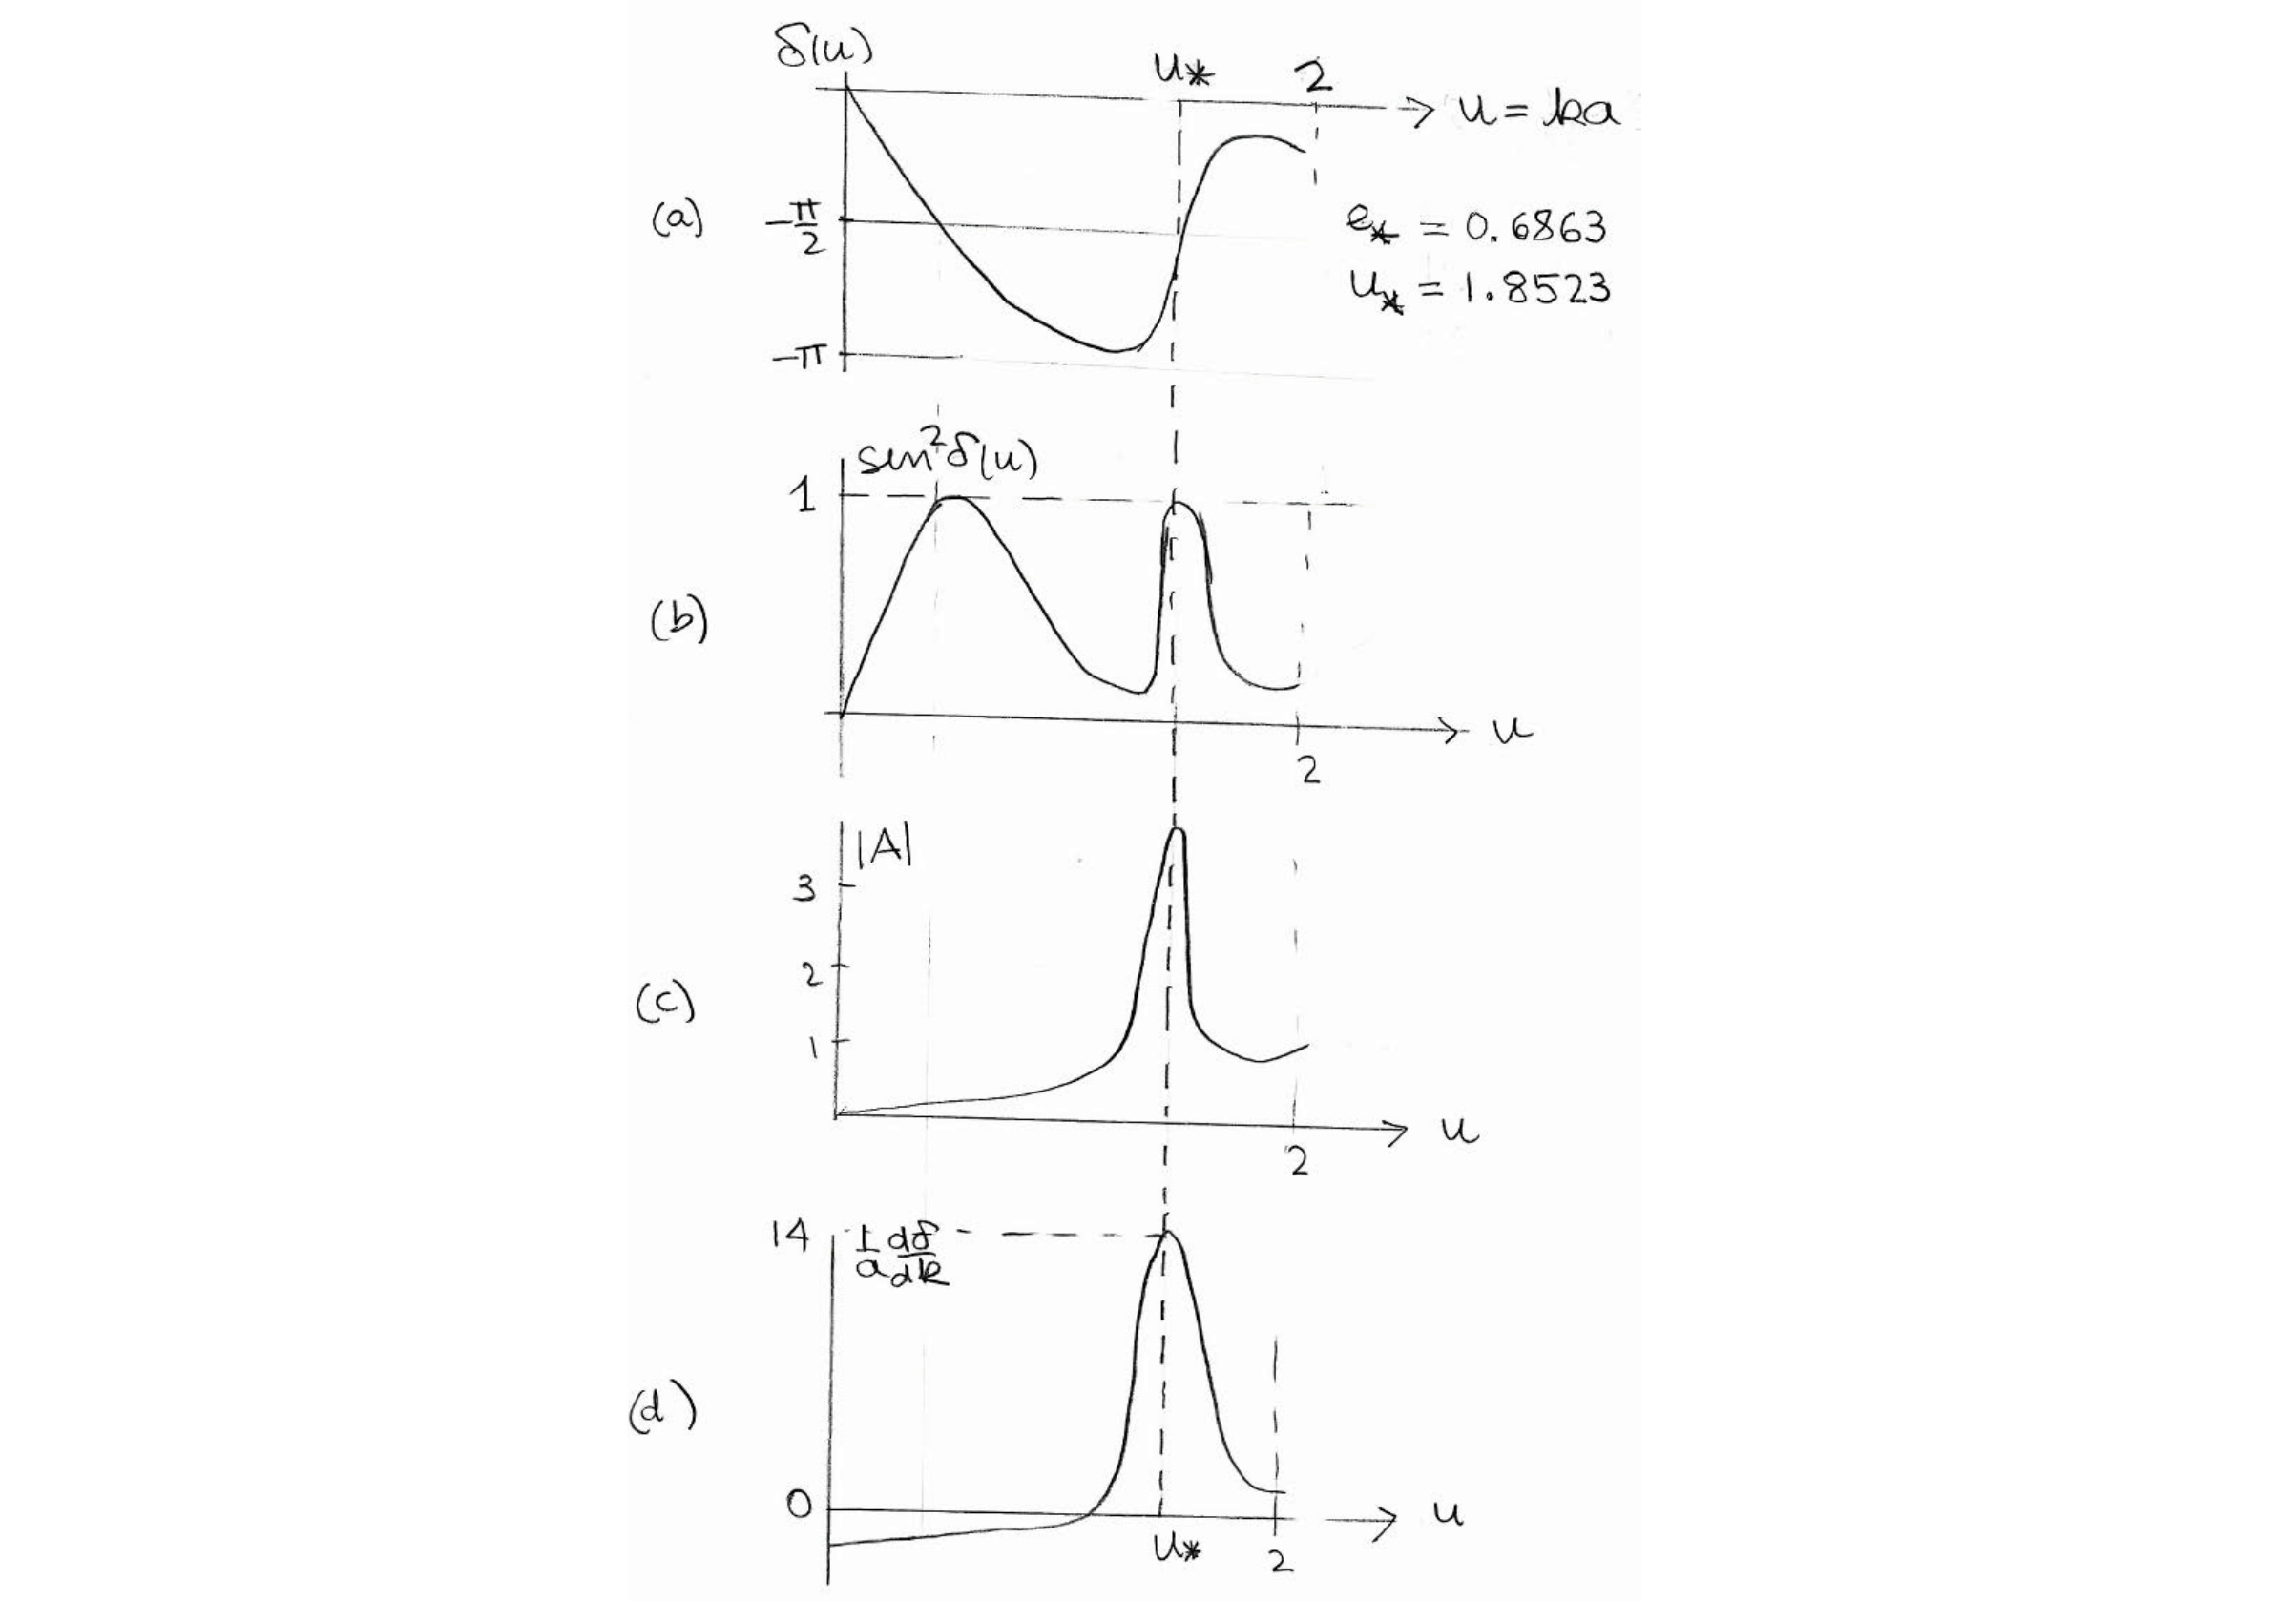 δ(u)
u* 2
u = ka
(a)
-π/2
e* = 0.6863
u* = 1.8523
-π
sen²δ(u)
1
(b)
u
2
|A|
3
2
(c)
1
u
2
14 1/a dδ/dk
(d)
0
u
u* 2